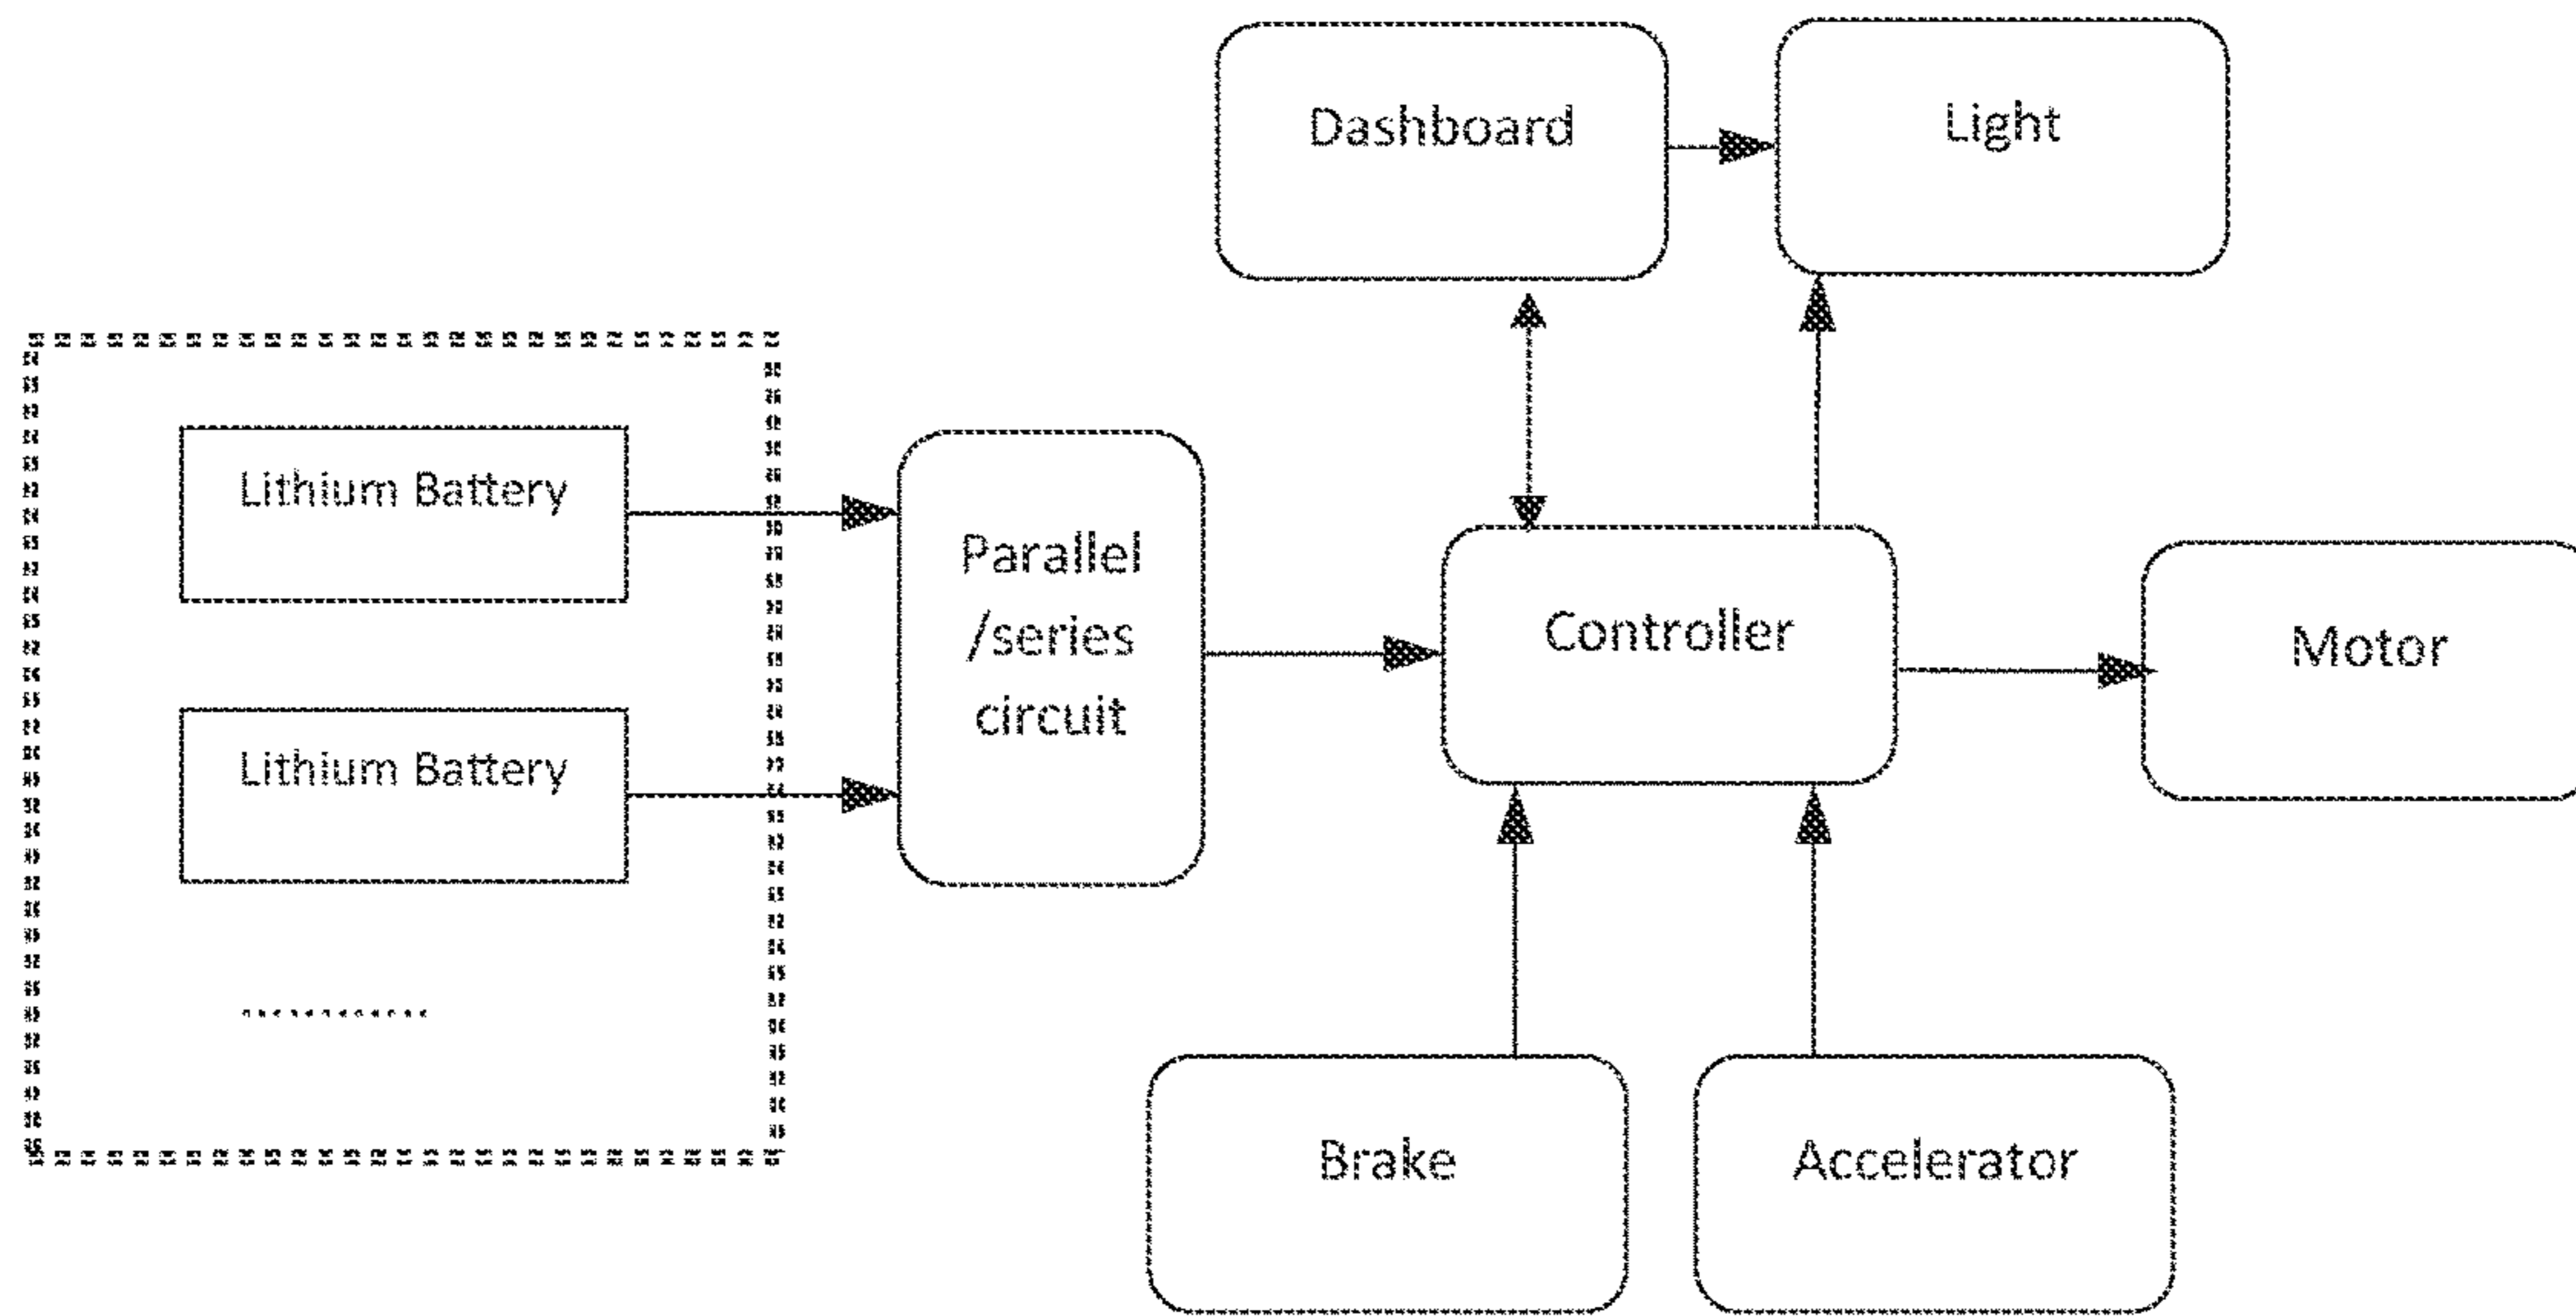 Dashboard
Light
Lithium Battery
Parallel
/series
circuit
Controller
Motor
Lithium Battery
............
Brake
Accelerator